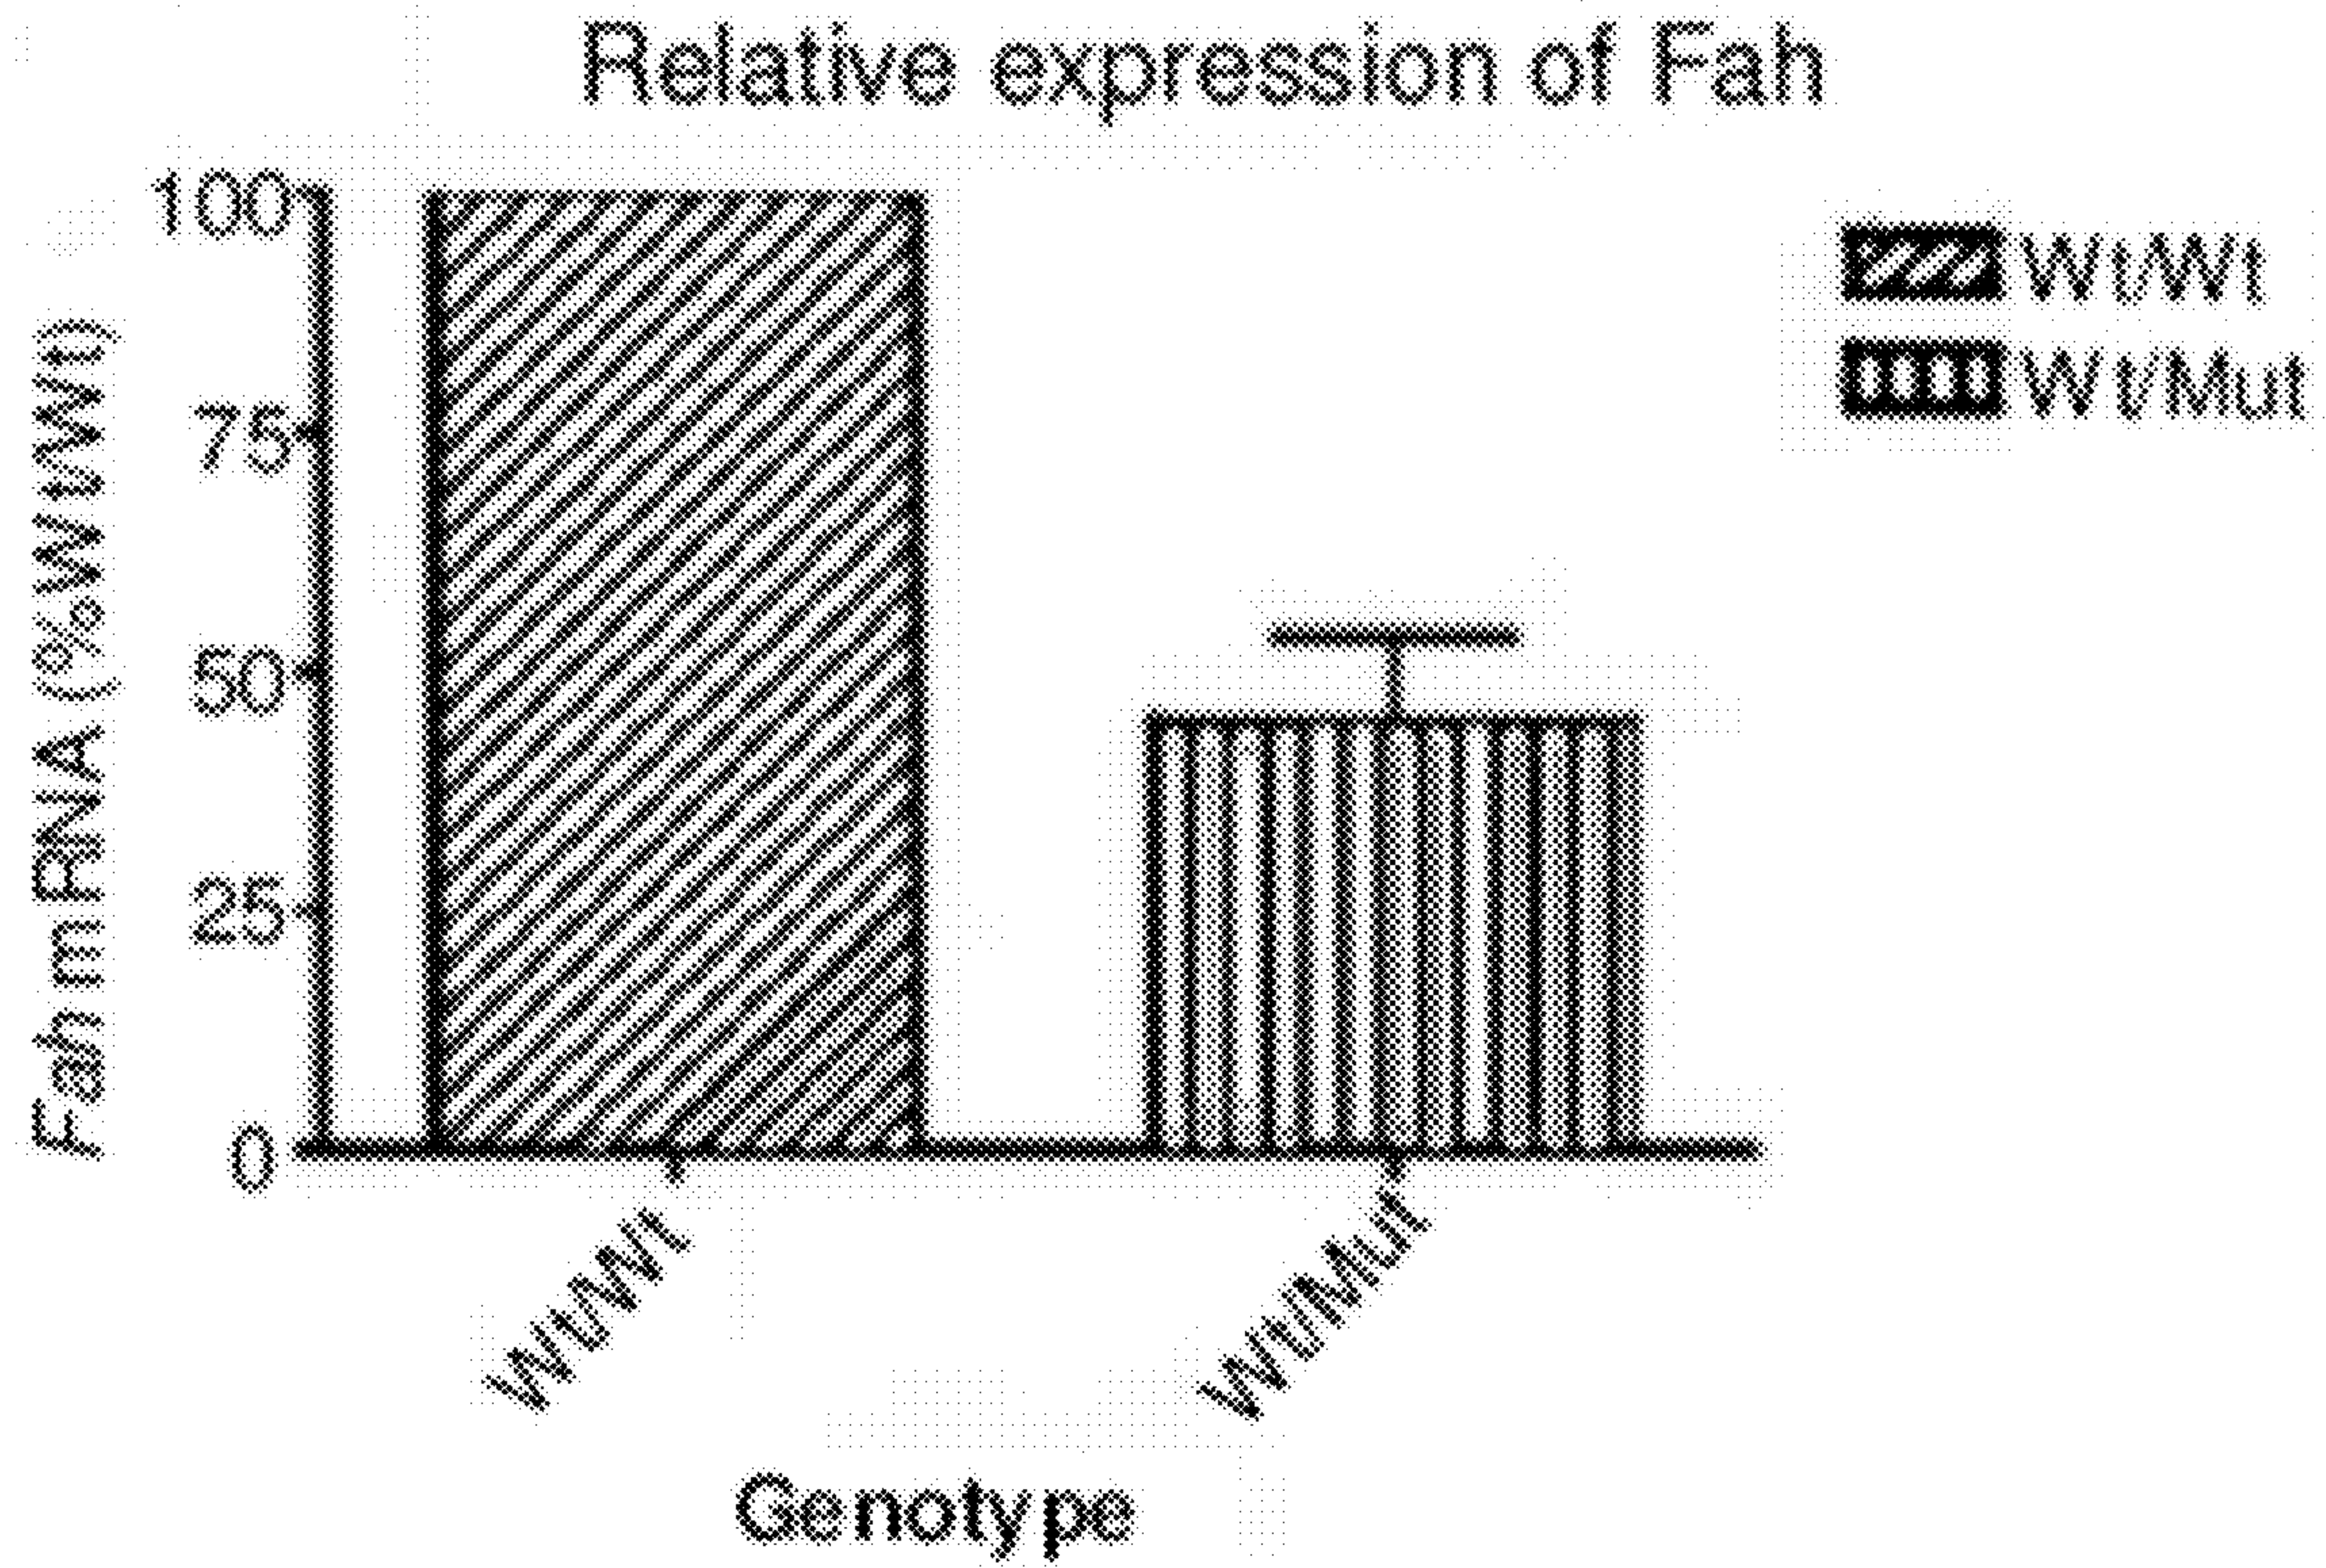 Relative expression of Fah
Fah mRNA (%Wt/Wt)
100
75
50
25
0
Wt/Wt
Wt/Mut
Genotype
Wt/Wt
Wt/Mut